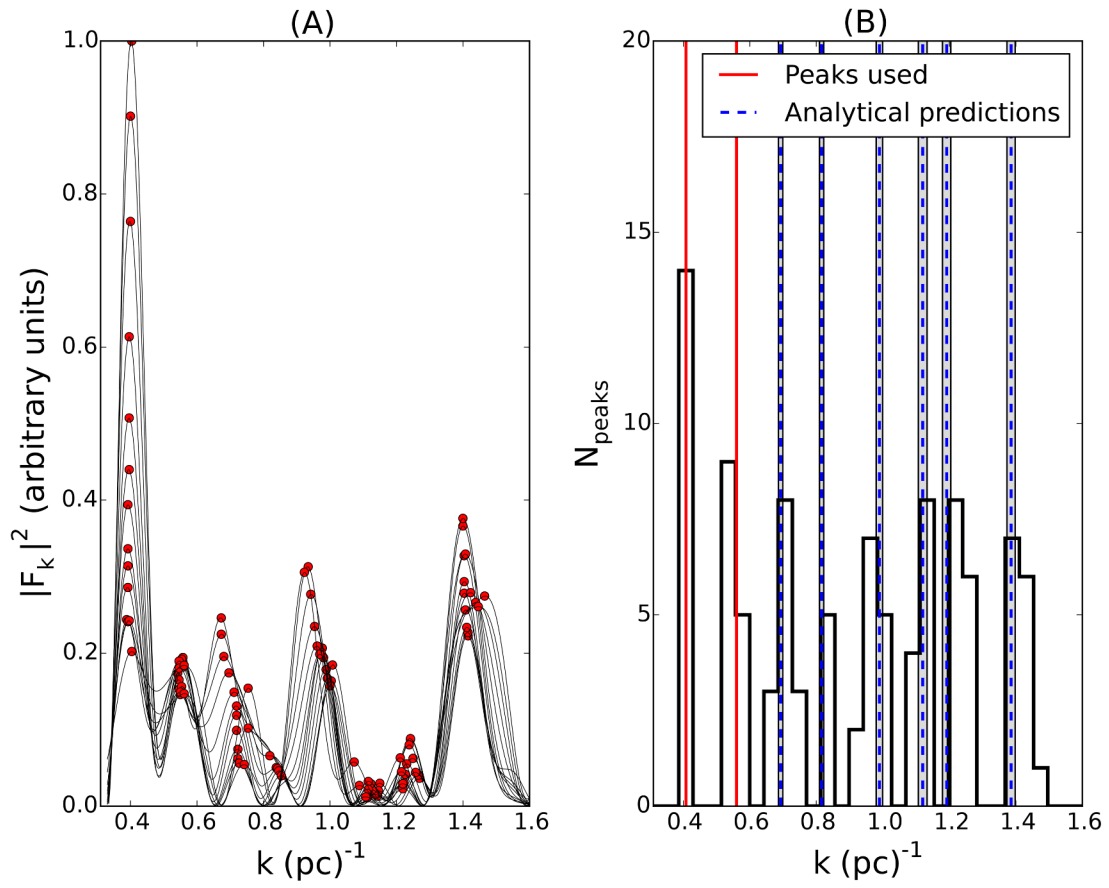 (A)
(B)
1.0
0.8
0.6
0.4
0.2
0.0
|F_k|^2 (arbitrary units)
0.4 0.6 0.8 1.0 1.2 1.4 1.6
k (pc)^-1
20
15
10
5
0
N_peaks
Peaks used
Analytical predictions
0.4 0.6 0.8 1.0 1.2 1.4 1.6
k (pc)^-1